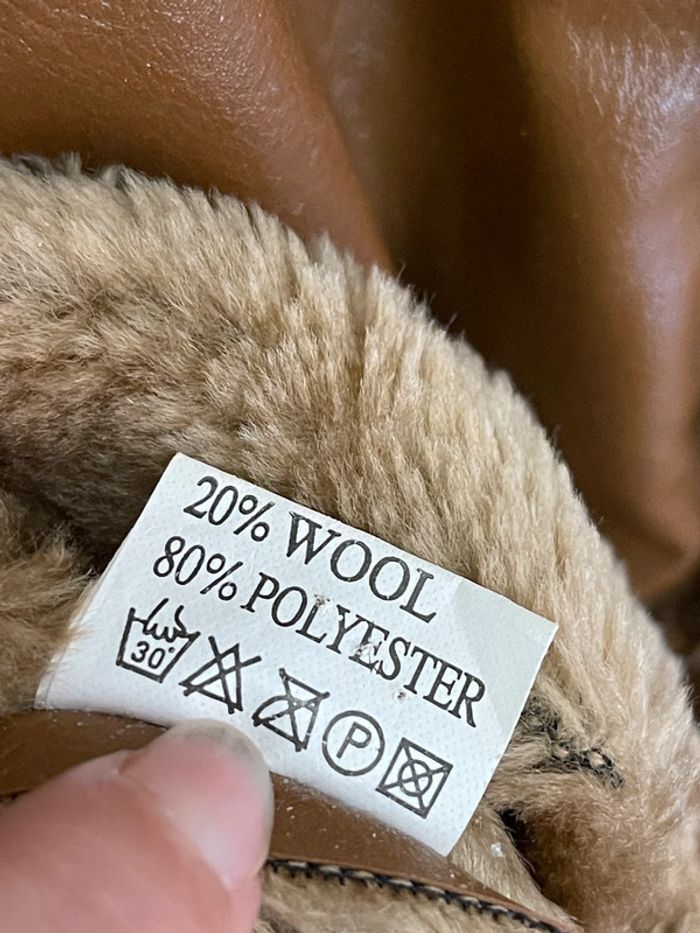 20% WOOL
80% POLYESTER
30°
P